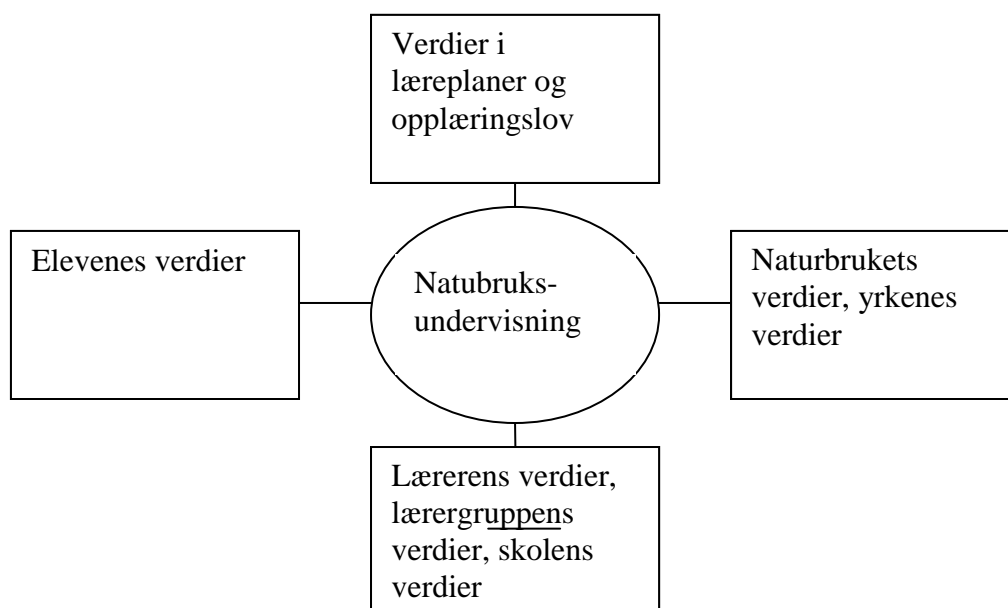 Verdier i
læreplaner og
opplæringslov
Elevenes verdier
Natubruks-
undervisning
Naturbrukets
verdier, yrkenes
verdier
Lærerens verdier,
lærergruppens
verdier, skolens
verdier